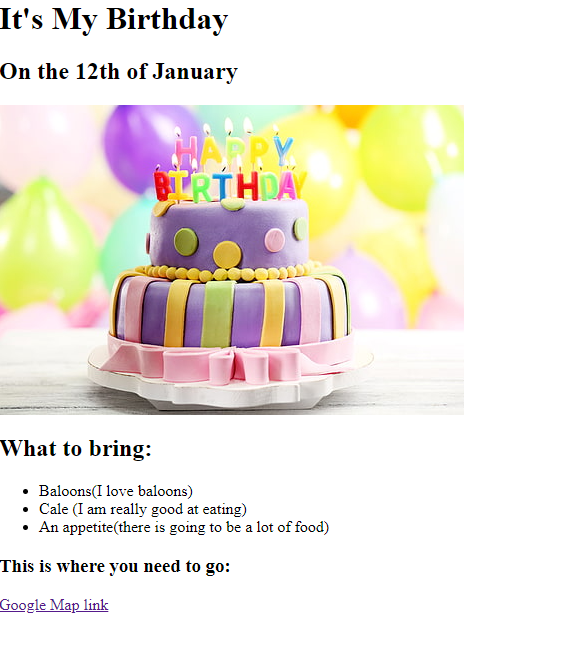 It's My Birthday
On the 12th of January
HAPPY
BIRTHDAY
What to bring:
Baloons(I love baloons)
Cale (I am really good at eating)
An appetite(there is going to be a lot of food)
This is where you need to go:
Google Map link